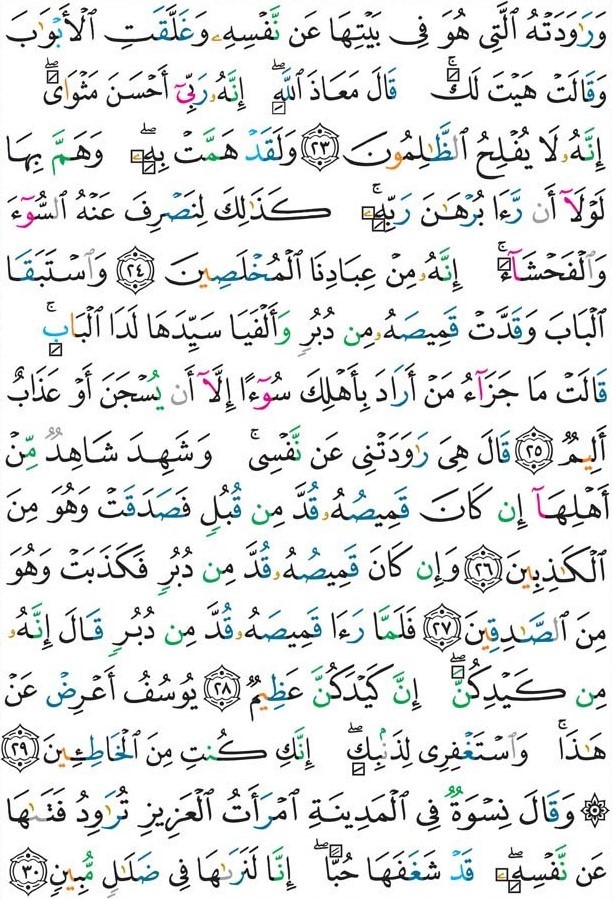 وَرَٰوَدَتْهُ ٱلَّتِى هُوَ فِى بَيْتِهَا عَن نَّفْسِهِۦ وَغَلَّقَتِ ٱلْأَبْوَٰبَ
وَقَالَتْ هَيْتَ لَكَ ۚ قَالَ مَعَاذَ ٱللَّهِ ۖ إِنَّهُۥ رَبِّىٓ أَحْسَنَ مَثْوَاىَ ۖ
إِنَّهُۥ لَا يُفْلِحُ ٱلظَّٰلِمُونَ ٢٣ وَلَقَدْ هَمَّتْ بِهِۦ ۖ وَهَمَّ بِهَا
لَوْلَآ أَن رَّءَا بُرْهَٰنَ رَبِّهِۦ ۚ كَذَٰلِكَ لِنَصْرِفَ عَنْهُ ٱلسُّوٓءَ
وَٱلْفَحْشَآءَ ۚ إِنَّهُۥ مِنْ عِبَادِنَا ٱلْمُخْلَصِينَ ٢٤ وَٱسْتَبَقَا
ٱلْبَابَ وَقَدَّتْ قَمِيصَهُۥ مِن دُبُرٍ وَأَلْفَيَا سَيِّدَهَا لَدَا ٱلْبَابِ ۚ
قَالَتْ مَا جَزَآءُ مَنْ أَرَادَ بِأَهْلِكَ سُوٓءًا إِلَّآ أَن يُسْجَنَ أَوْ عَذَابٌ
أَلِيمٌ ٢٥ قَالَ هِىَ رَٰوَدَتْنِى عَن نَّفْسِى ۚ وَشَهِدَ شَاهِدٌ مِّنْ
أَهْلِهَآ إِن كَانَ قَمِيصُهُۥ قُدَّ مِن قُبُلٍ فَصَدَقَتْ وَهُوَ مِنَ
ٱلْكَٰذِبِينَ ٢٦ وَإِن كَانَ قَمِيصُهُۥ قُدَّ مِن دُبُرٍ فَكَذَبَتْ وَهُوَ
مِنَ ٱلصَّٰدِقِينَ ٢٧ فَلَمَّا رَءَا قَمِيصَهُۥ قُدَّ مِن دُبُرٍ قَالَ إِنَّهُۥ
مِن كَيْدِكُنَّ ۖ إِنَّ كَيْدَكُنَّ عَظِيمٌ ٢٨ يُوسُفُ أَعْرِضْ عَنْ
هَٰذَا ۚ وَٱسْتَغْفِرِى لِذَنۢبِكِ ۖ إِنَّكِ كُنتِ مِنَ ٱلْخَاطِـِٔينَ ٢٩
۞ وَقَالَ نِسْوَةٌ فِى ٱلْمَدِينَةِ ٱمْرَأَتُ ٱلْعَزِيزِ تُرَٰوِدُ فَتَىٰهَا
عَن نَّفْسِهِۦ ۖ قَدْ شَغَفَهَا حُبًّا ۖ إِنَّا لَنَرَىٰهَا فِى ضَلَٰلٍ مُّبِينٍ ٣٠